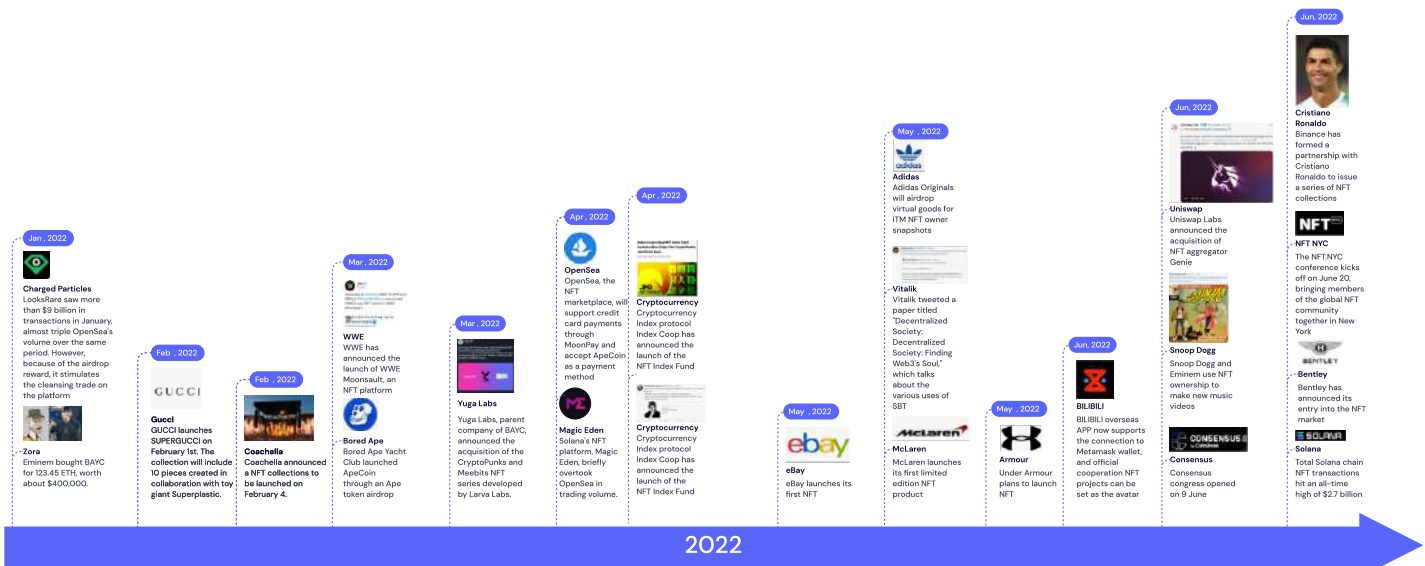 Jan , 2022
Charged Particles
LooksRare saw more
than $9 billion in
transactions in January,
almost triple OpenSea's
volume over the same
period. However,
because of the airdrop
reward, it stimulates
the cleansing trade on
the platform
Zora
Eminem bought BAYC
for 123.45 ETH, worth
about $400,000.
Feb , 2022
GUCCI
Gucci
GUCCI launches
SUPERGUCCI on
February 1st. The
collection will include
10 pieces created in
collaboration with toy
giant Superplastic.
Feb , 2022
Coachella
Coachella announced
a NFT collections to
be launched on
February 4.
Mar , 2022
WWE
WWE has
announced the
launch of WWE
Moonsault, an
NFT platform
Bored Ape
Bored Ape Yacht
Club launched
ApeCoin
through an Ape
token airdrop
Mar , 2022
Yuga Labs
Yuga Labs, parent
company of BAYC,
announced the
acquisition of the
CryptoPunks and
Meebits NFT
series developed
by Larva Labs.
Apr , 2022
OpenSea
OpenSea, the
NFT
marketplace, will
support credit
card payments
through
MoonPay and
accept ApeCoin
as a payment
method
ME
Magic Eden
Solana's NFT
platform, Magic
Eden, briefly
overtook
OpenSea in
trading volume.
Apr , 2022
Cryptocurrency
Cryptocurrency
Index protocol
Index Coop has
announced the
launch of the
NFT Index Fund
Cryptocurrency
Cryptocurrency
Index protocol
Index Coop has
announced the
launch of the
NFT Index Fund
May , 2022
ebay
eBay
eBay launches its
first NFT
May , 2022
adidas
Adidas
Adidas Originals
will airdrop
virtual goods for
ITM NFT owner
snapshots
Vitalik
Vitalik tweeted a
paper titled
"Decentralized
Society:
Decentralized
Society: Finding
Web3's Soul,"
which talks
about the
various uses of
SBT
McLaren
McLaren
McLaren launches
its first limited
edition NFT
product
May , 2022
Armour
Under Armour
plans to launch
NFT
Jun, 2022
BILIBILI
BILIBILI overseas
APP now supports
the connection to
Metamask wallet,
and official
cooperation NFT
projects can be
set as the avatar
Jun, 2022
Uniswap
Uniswap Labs
announced the
acquisition of
NFT aggregator
Genie
Snoop Dogg
Snoop Dogg and
Eminem use NFT
ownership to
make new music
videos
CONSENSUS
Consensus
Consensus
congress opened
on 9 June
Jun, 2022
Cristiano
Ronaldo
Binance has
formed a
partnership with
Cristiano
Ronaldo to issue
a series of NFT
collections
NFT
NFT NYC
The NFT.NYC
conference kicks
off on June 20,
bringing members
of the global NFT
community
together in New
York
BENTLEY
Bentley
Bentley has
announced its
entry into the NFT
market
SOLANA
Solana
Total Solana chain
NFT transactions
hit an all-time
high of $2.7 billion
2022